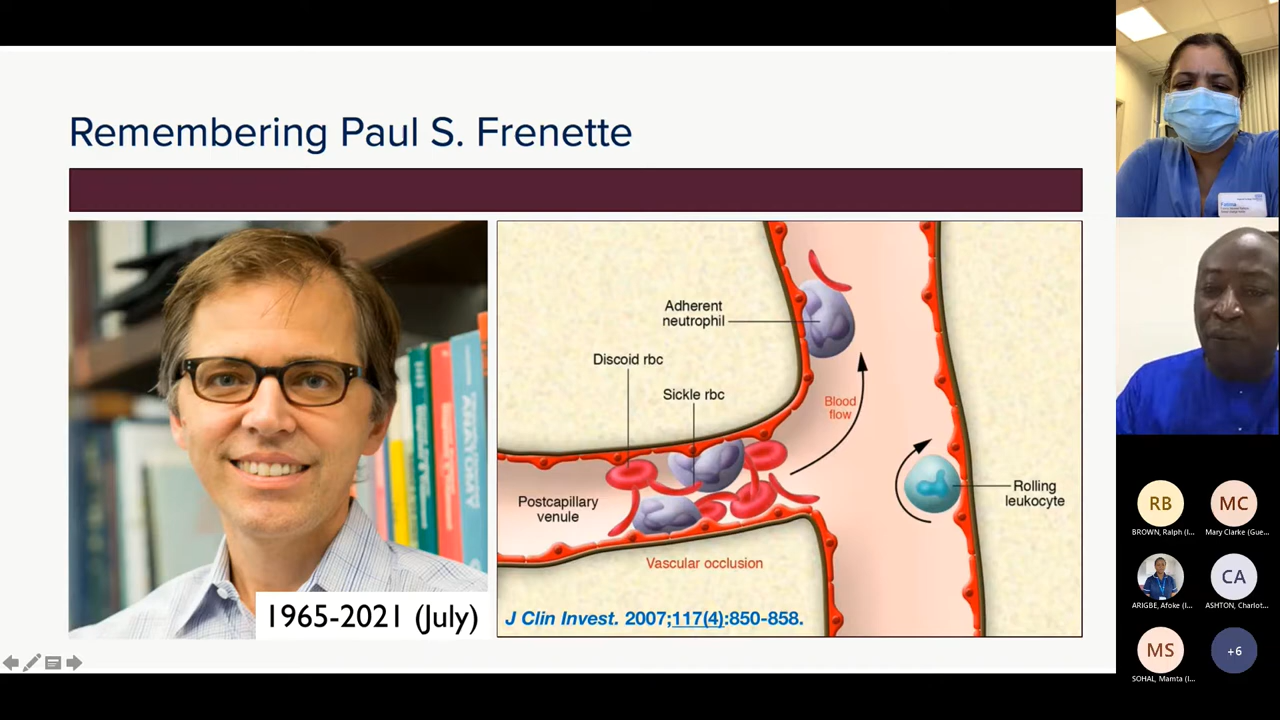 Remembering Paul S. Frenette
1965-2021 (July)
Adherent
neutrophil
Discoid rbc
Sickle rbc
Blood
flow
Postcapillary
venule
Rolling
leukocyte
Vascular occlusion
J Clin Invest. 2007;117(4):850-858.
RB
BROWN, Ralph (I...
MC
Mary Clarke (Gue...
ARIGBE, Afoke (I...
CA
ASHTON, Charlot...
MS
SOHAL, Mamta (I...
+6